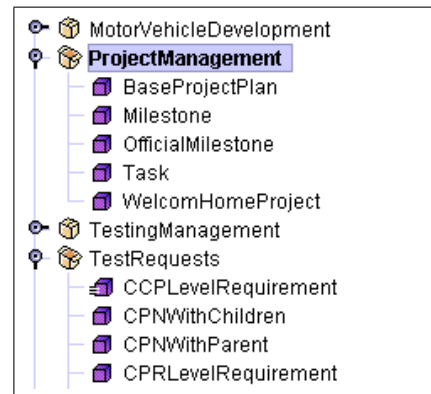 MotorVehicleDevelopment
ProjectManagement
BaseProjectPlan
Milestone
OfficialMilestone
Task
WelcomHomeProject
TestingManagement
TestRequests
CCPLevelRequirement
CPNWithChildren
CPNWithParent
CPRLevelRequirement